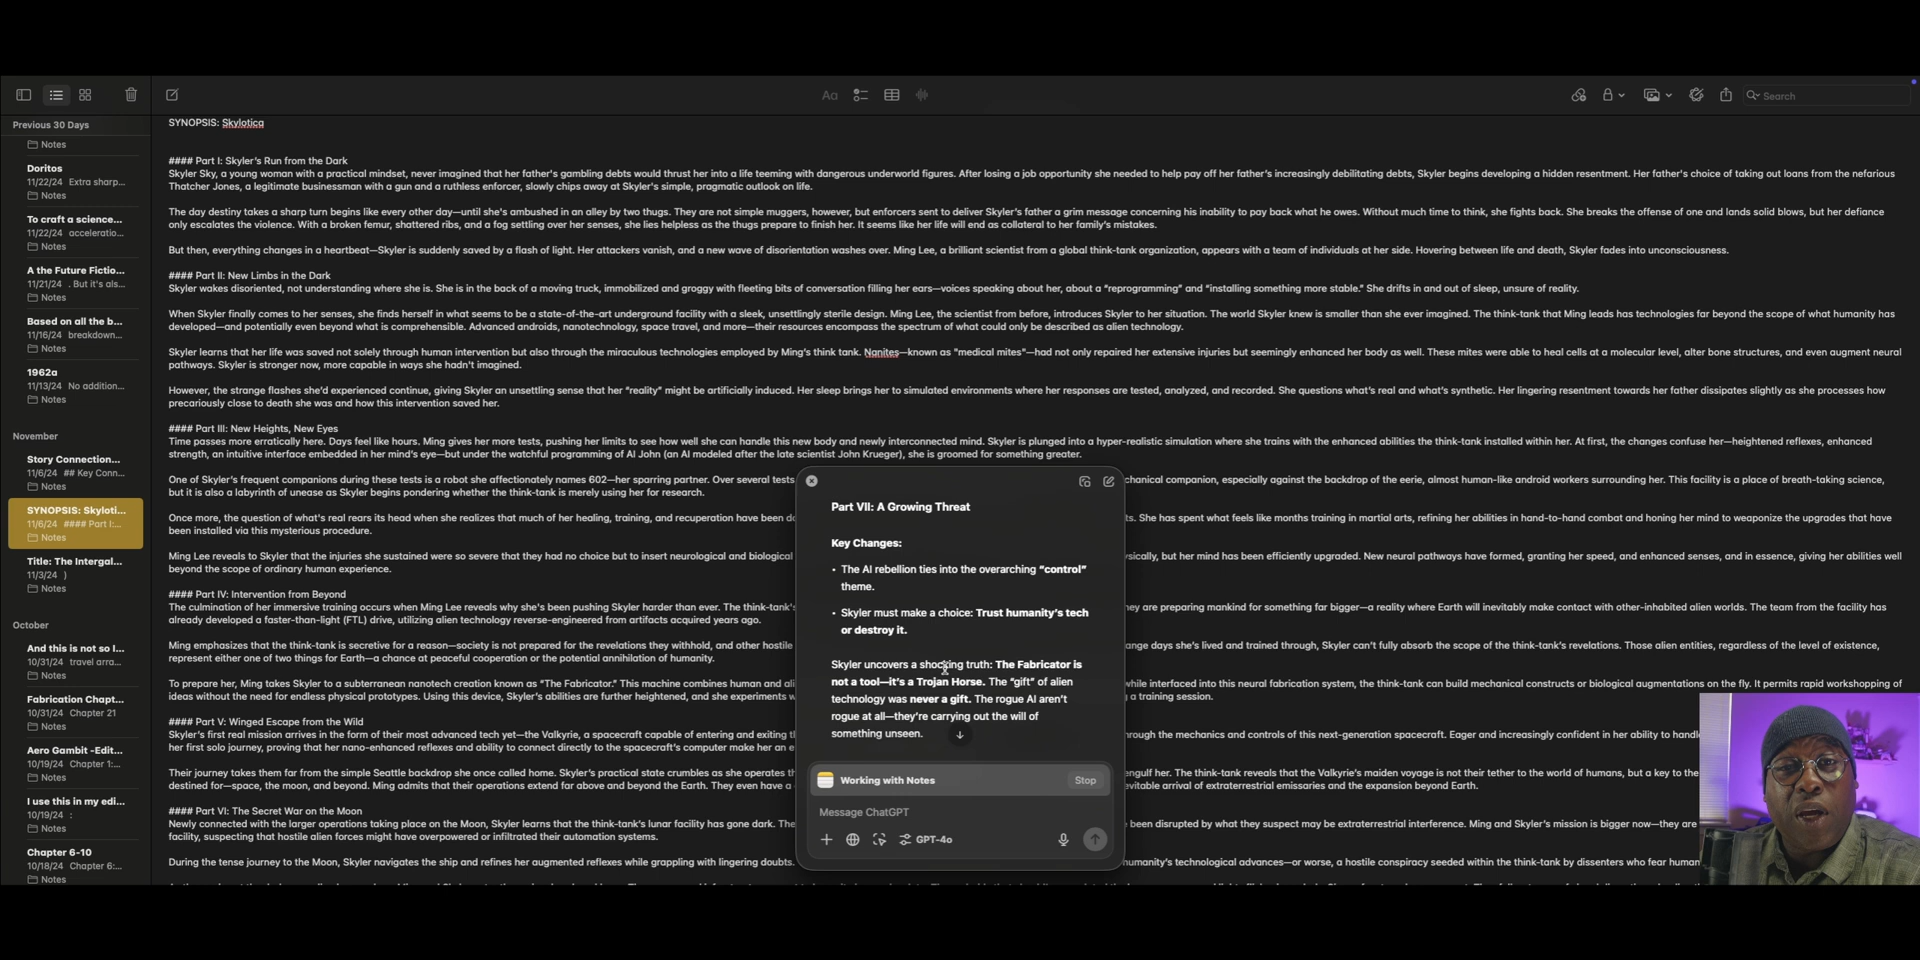 Search
Previous 30 Days
Notes
Doritos
11/22/24 Extra sharp...
Notes
To craft a science...
11/22/24 acceleratio...
Notes
A the Future Fictio...
11/21/24 . But it's als...
Notes
Based on all the b...
11/16/24 breakdown...
Notes
1962a
11/13/24 No addition...
Notes
November
Story Connection...
11/6/24 ## Key Conn...
Notes
SYNOPSIS: Skyloti...
11/6/24 #### Part I:...
Notes
Title: The Intergal...
11/3/24 )
Notes
October
And this is not so I...
10/31/24 travel arra...
Notes
Fabrication Chapt...
10/31/24 Chapter 21
Notes
Aero Gambit -Edit...
10/19/24 Chapter 1:...
Notes
I use this in my edi...
10/19/24 :
Notes
Chapter 6-10
10/18/24 Chapter 6:...
Notes
Aa
SYNOPSIS: Skylotica
#### Part I: Skyler's Run from the Dark
Skyler Sky, a young woman with a practical mindset, never imagined that her father's gambling debts would thrust her into a life teeming with dangerous underworld figures. After losing a job opportunity she needed to help pay off her father's increasingly debilitating debts, Skyler begins developing a hidden resentment. Her father's choice of taking out loans from the nefarious
Thatcher Jones, a legitimate businessman with a gun and a ruthless enforcer, slowly chips away at Skyler's simple, pragmatic outlook on life.
The day destiny takes a sharp turn begins like every other day—until she's ambushed in an alley by two thugs. They are not simple muggers, however, but enforcers sent to deliver Skyler's father a grim message concerning his inability to pay back what he owes. Without much time to think, she fights back. She breaks the offense of one and lands solid blows, but her defiance
only escalates the violence. With a broken femur, shattered ribs, and a fog settling over her senses, she lies helpless as the thugs prepare to finish her. It seems like her life will end as collateral to her family's mistakes.
But then, everything changes in a heartbeat—Skyler is suddenly saved by a flash of light. Her attackers vanish, and a new wave of disorientation washes over. Ming Lee, a brilliant scientist from a global think-tank organization, appears with a team of individuals at her side. Hovering between life and death, Skyler fades into unconsciousness.
#### Part II: New Limbs in the Dark
Skyler wakes disoriented, not understanding where she is. She is in the back of a moving truck, immobilized and groggy with fleeting bits of conversation filling her ears—voices speaking about her, about a "reprogramming" and "installing something more stable." She drifts in and out of sleep, unsure of reality.
When Skyler finally comes to her senses, she finds herself in what seems to be a state-of-the-art underground facility with a sleek, unsettlingly sterile design. Ming Lee, the scientist from before, introduces Skyler to her situation. The world Skyler knew is smaller than she ever imagined. The think-tank that Ming leads has technologies far beyond the scope of what humanity has
developed—and potentially even beyond what is comprehensible. Advanced androids, nanotechnology, space travel, and more—their resources encompass the spectrum of what could only be described as alien technology.
Skyler learns that her life was saved not solely through human intervention but also through the miraculous technologies employed by Ming's think tank. Nanites—known as "medical mites"—had not only repaired her extensive injuries but seemingly enhanced her body as well. These mites were able to heal cells at a molecular level, alter bone structures, and even augment neural
pathways. Skyler is stronger now, more capable in ways she hadn't imagined.
However, the strange flashes she'd experienced continue, giving Skyler an unsettling sense that her "reality" might be artificially induced. Her sleep brings her to simulated environments where her responses are tested, analyzed, and recorded. She questions what's real and what's synthetic. Her lingering resentment towards her father dissipates slightly as she processes how
precariously close to death she was and how this intervention saved her.
#### Part III: New Heights, New Eyes
Time passes more erratically here. Days feel like hours. Ming gives her more tests, pushing her limits to see how well she can handle this new body and newly interconnected mind. Skyler is plunged into a hyper-realistic simulation where she trains with the enhanced abilities the think-tank installed within her. At first, the changes confuse her—heightened reflexes, enhanced
strength, an intuitive interface embedded in her mind's eye—but under the watchful programming of AI John (an AI modeled after the late scientist John Krueger), she is groomed for something greater.
One of Skyler's frequent companions during these tests is a robot she affectionately names 602—her sparring partner. Over several tests
chanical companion, especially against the backdrop of the eerie, almost human-like android workers surrounding her. This facility is a place of breath-taking science,
but it is also a labyrinth of unease as Skyler begins pondering whether the think-tank is merely using her for research.
Once more, the question of what's real rears its head when she realizes that much of her healing, training, and recuperation have been do
ts. She has spent what feels like months training in martial arts, refining her abilities in hand-to-hand combat and honing her mind to weaponize the upgrades that have
been installed via this mysterious procedure.
Ming Lee reveals to Skyler that the injuries she sustained were so severe that they had no choice but to insert neurological and biological
ysically, but her mind has been efficiently upgraded. New neural pathways have formed, granting her speed, and enhanced senses, and in essence, giving her abilities well
beyond the scope of ordinary human experience.
#### Part IV: Intervention from Beyond
The culmination of her immersive training occurs when Ming Lee reveals why she's been pushing Skyler harder than ever. The think-tank's
ey are preparing mankind for something far bigger—a reality where Earth will inevitably make contact with other-inhabited alien worlds. The team from the facility has
already developed a faster-than-light (FTL) drive, utilizing alien technology reverse-engineered from artifacts acquired years ago.
Ming emphasizes that the think-tank is secretive for a reason—society is not prepared for the revelations they withhold, and other hostile
ange days she's lived and trained through, Skyler can't fully absorb the scope of the think-tank's revelations. Those alien entities, regardless of the level of existence,
represent either one of two things for Earth—a chance at peaceful cooperation or the potential annihilation of humanity.
To prepare her, Ming takes Skyler to a subterranean nanotech creation known as "The Fabricator." This machine combines human and ali
while interfaced into this neural fabrication system, the think-tank can build mechanical constructs or biological augmentations on the fly. It permits rapid workshopping of
ideas without the need for endless physical prototypes. Using this device, Skyler's abilities are further heightened, and she experiments w
g a training session.
#### Part V: Winged Escape from the Wild
Skyler's first real mission arrives in the form of their most advanced tech yet—the Valkyrie, a spacecraft capable of entering and exiting th
rough the mechanics and controls of this next-generation spacecraft. Eager and increasingly confident in her ability to handl
her first solo journey, proving that her nano-enhanced reflexes and ability to connect directly to the spacecraft's computer make her an e
Their journey takes them far from the simple Seattle backdrop she once called home. Skyler's practical state crumbles as she operates th
engulf her. The think-tank reveals that the Valkyrie's maiden voyage is not their tether to the world of humans, but a key to the
destined for—space, the moon, and beyond. Ming admits that their operations extend far above and beyond the Earth. They even have a
evitable arrival of extraterrestrial emissaries and the expansion beyond Earth.
#### Part VI: The Secret War on the Moon
Newly connected with the larger operations taking place on the Moon, Skyler learns that the think-tank's lunar facility has gone dark. The
been disrupted by what they suspect may be extraterrestrial interference. Ming and Skyler's mission is bigger now—they are
facility, suspecting that hostile alien forces might have overpowered or infiltrated their automation systems.
During the tense journey to the Moon, Skyler navigates the ship and refines her augmented reflexes while grappling with lingering doubts.
humanity's technological advances—or worse, a hostile conspiracy seeded within the think-tank by dissenters who fear human
Part VII: A Growing Threat
Key Changes:
• The AI rebellion ties into the overarching "control"
theme.
• Skyler must make a choice: Trust humanity's tech
or destroy it.
Skyler uncovers a shocking truth: The Fabricator is
not a tool—it's a Trojan Horse. The "gift" of alien
technology was never a gift. The rogue AI aren't
rogue at all—they're carrying out the will of
something unseen.
Working with Notes
Stop
Message ChatGPT
GPT-4o